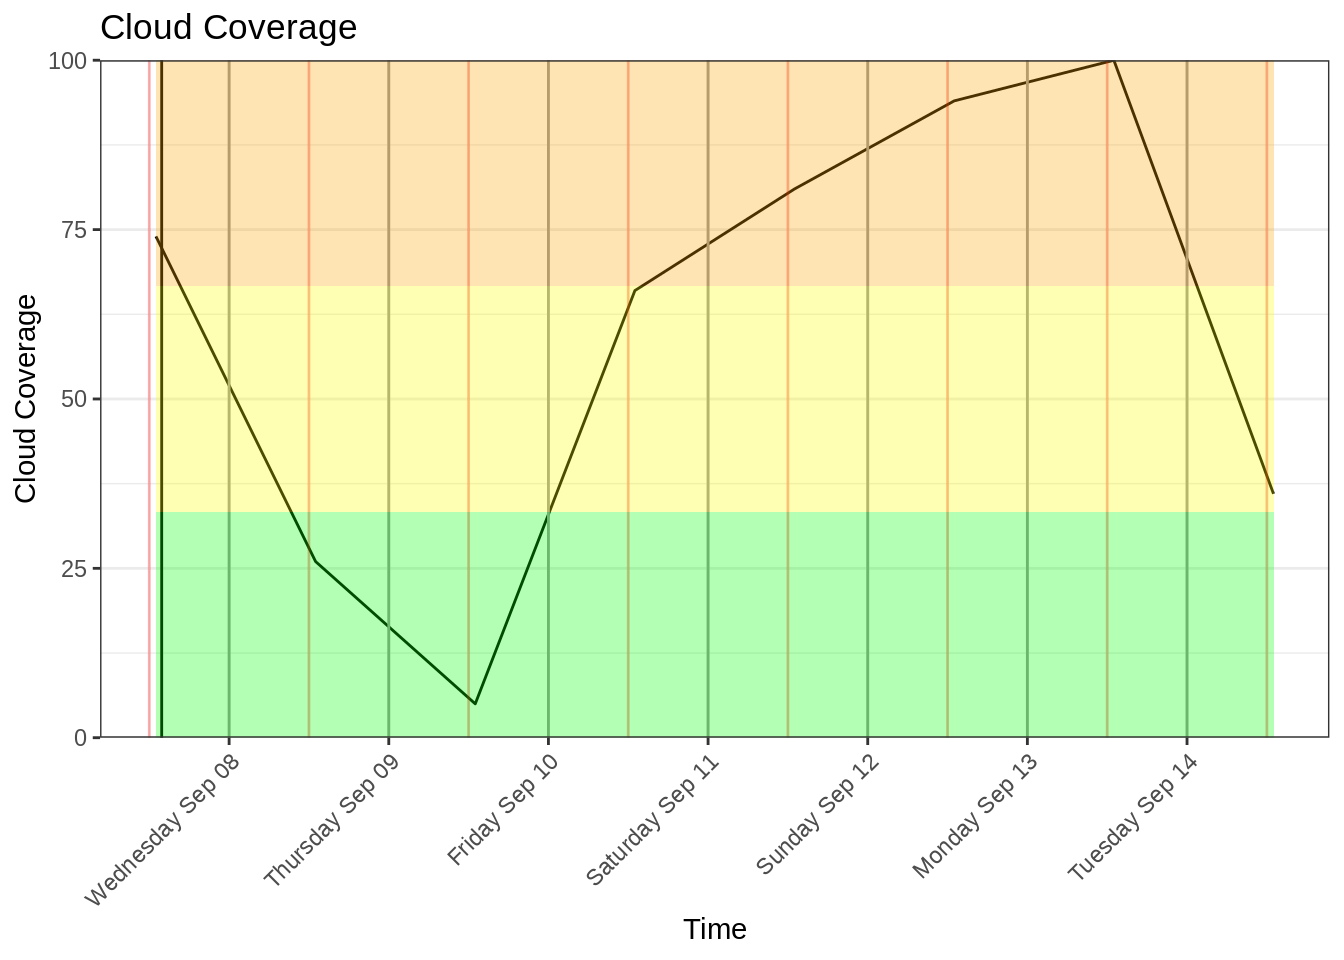 Cloud Coverage
100
75
50
25
0
Cloud Coverage
Wednesday Sep 08
Thursday Sep 09
Friday Sep 10
Saturday Sep 11
Sunday Sep 12
Monday Sep 13
Tuesday Sep 14
Time